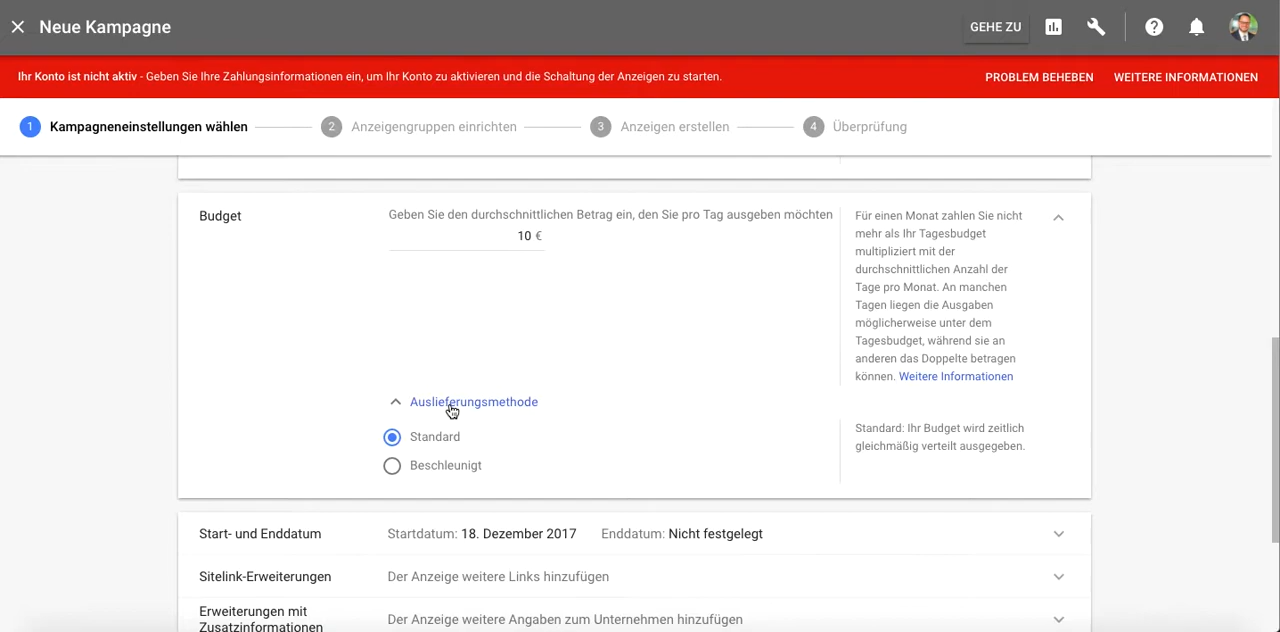 Neue Kampagne
GEHE ZU
Ihr Konto ist nicht aktiv - Geben Sie Ihre Zahlungsinformationen ein, um Ihr Konto zu aktivieren und die Schaltung der Anzeigen zu starten.
PROBLEM BEHEBEN
WEITERE INFORMATIONEN
1 Kampagneneinstellungen wählen
2 Anzeigengruppen einrichten
3 Anzeigen erstellen
4 Überprüfung
Budget
Geben Sie den durchschnittlichen Betrag ein, den Sie pro Tag ausgeben möchten
10 €
Für einen Monat zahlen Sie nicht
mehr als Ihr Tagesbudget
multipliziert mit der
durchschnittlichen Anzahl der
Tage pro Monat. An manchen
Tagen liegen die Ausgaben
möglicherweise unter dem
Tagesbudget, während sie an
anderen das Doppelte betragen
können. Weitere Informationen
Auslieferungsmethode
Standard
Beschleunigt
Standard: Ihr Budget wird zeitlich
gleichmäßig verteilt ausgegeben.
Start- und Enddatum
Startdatum: 18. Dezember 2017
Enddatum: Nicht festgelegt
Sitelink-Erweiterungen
Der Anzeige weitere Links hinzufügen
Erweiterungen mit
Zusatzinformationen
Der Anzeige weitere Angaben zum Unternehmen hinzufügen